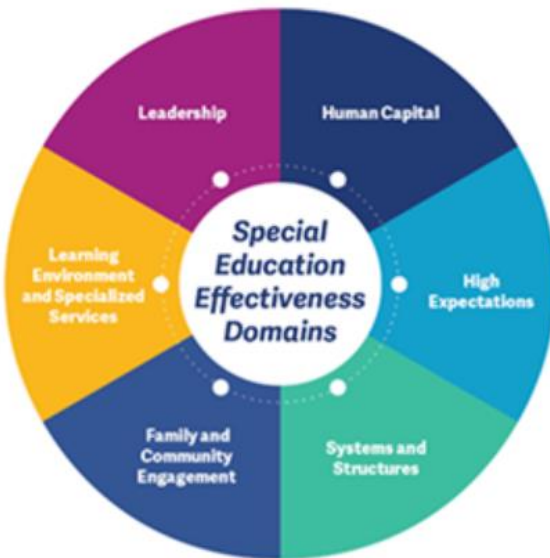 Leadership
Human Capital
Learning
Environment
and Specialized
Services
Special
Education
Effectiveness
Domains
High
Expectations
Family and
Community
Engagement
Systems and
Structures